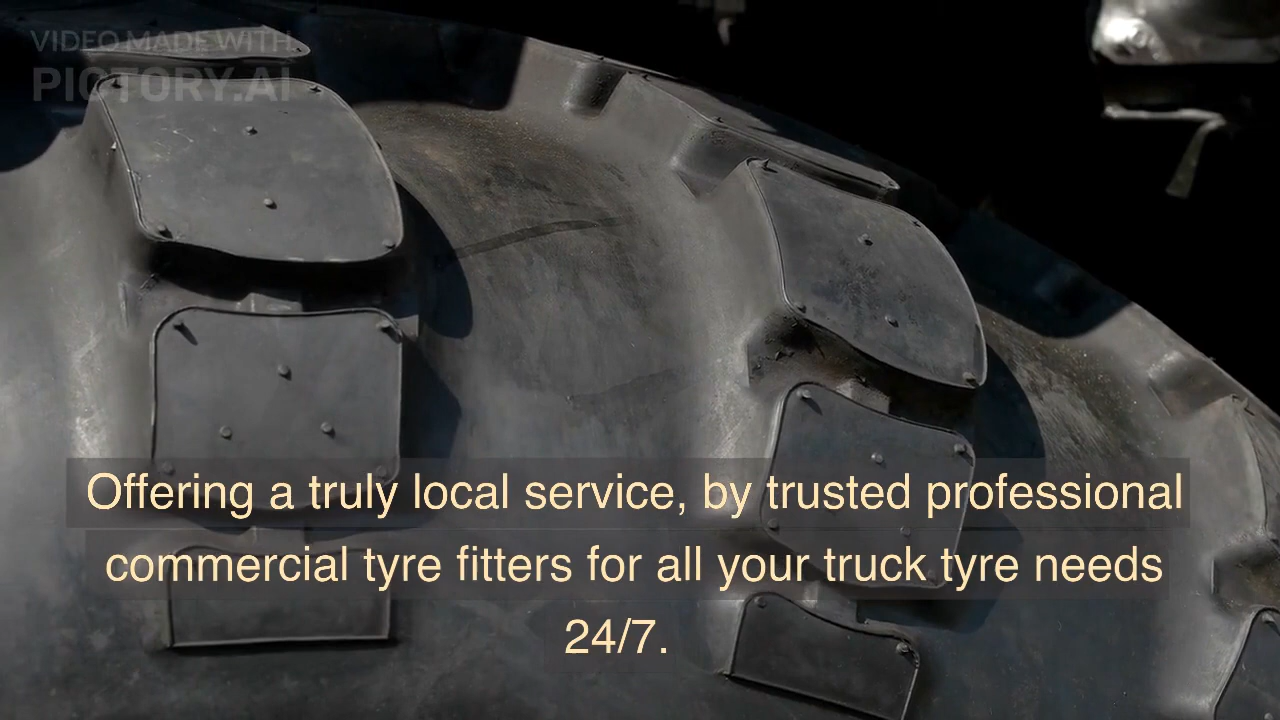 VIDEO MADE WITH
PICTORY.AI
Offering a truly local service, by trusted professional
commercial tyre fitters for all your truck tyre needs
24/7.